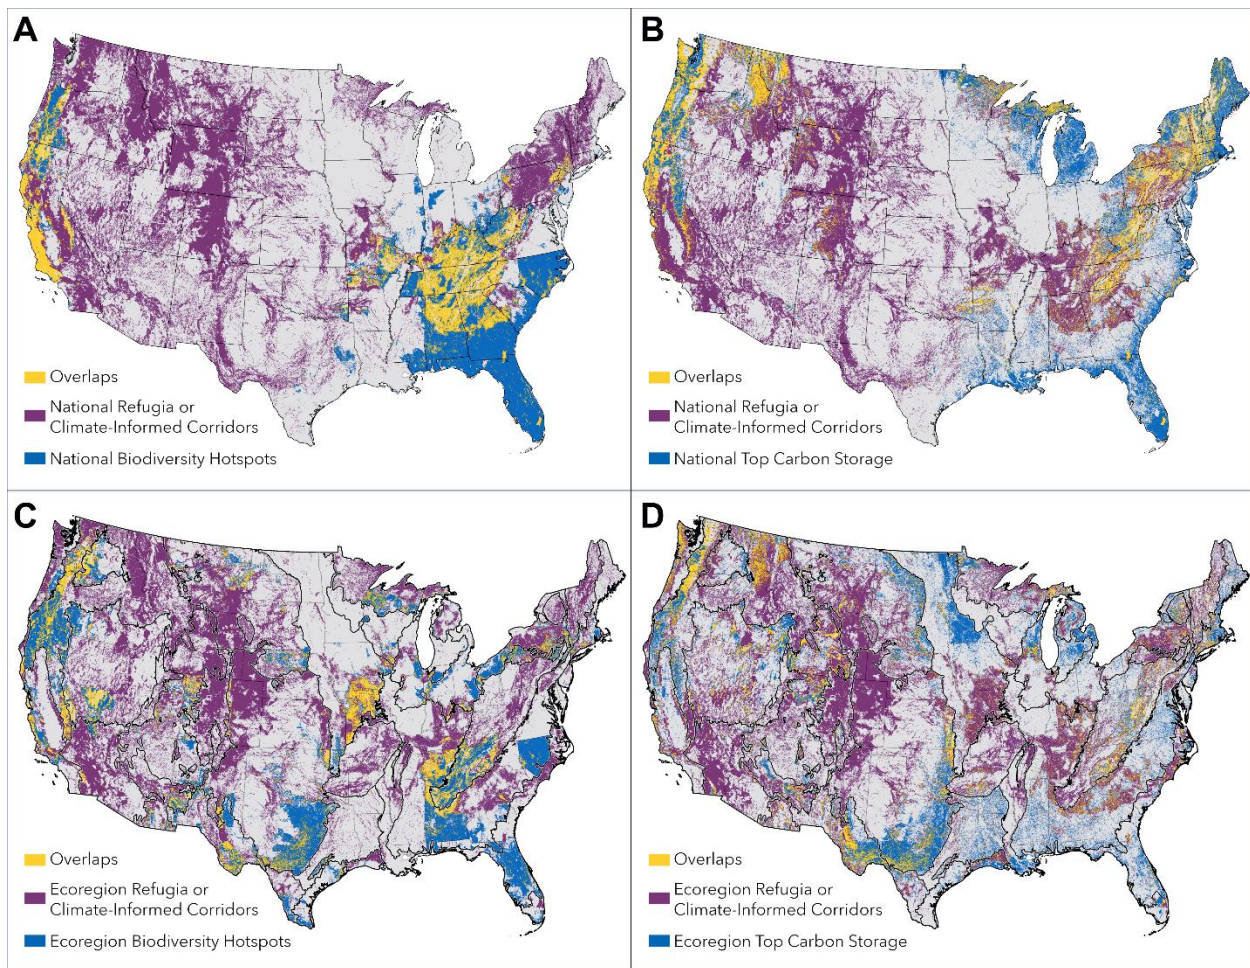 A
Overlaps
National Refugia or
Climate-Informed Corridors
National Biodiversity Hotspots
B
Overlaps
National Refugia or
Climate-Informed Corridors
National Top Carbon Storage
C
Overlaps
Ecoregion Refugia or
Climate-Informed Corridors
Ecoregion Biodiversity Hotspots
D
Overlaps
Ecoregion Refugia or
Climate-Informed Corridors
Ecoregion Top Carbon Storage